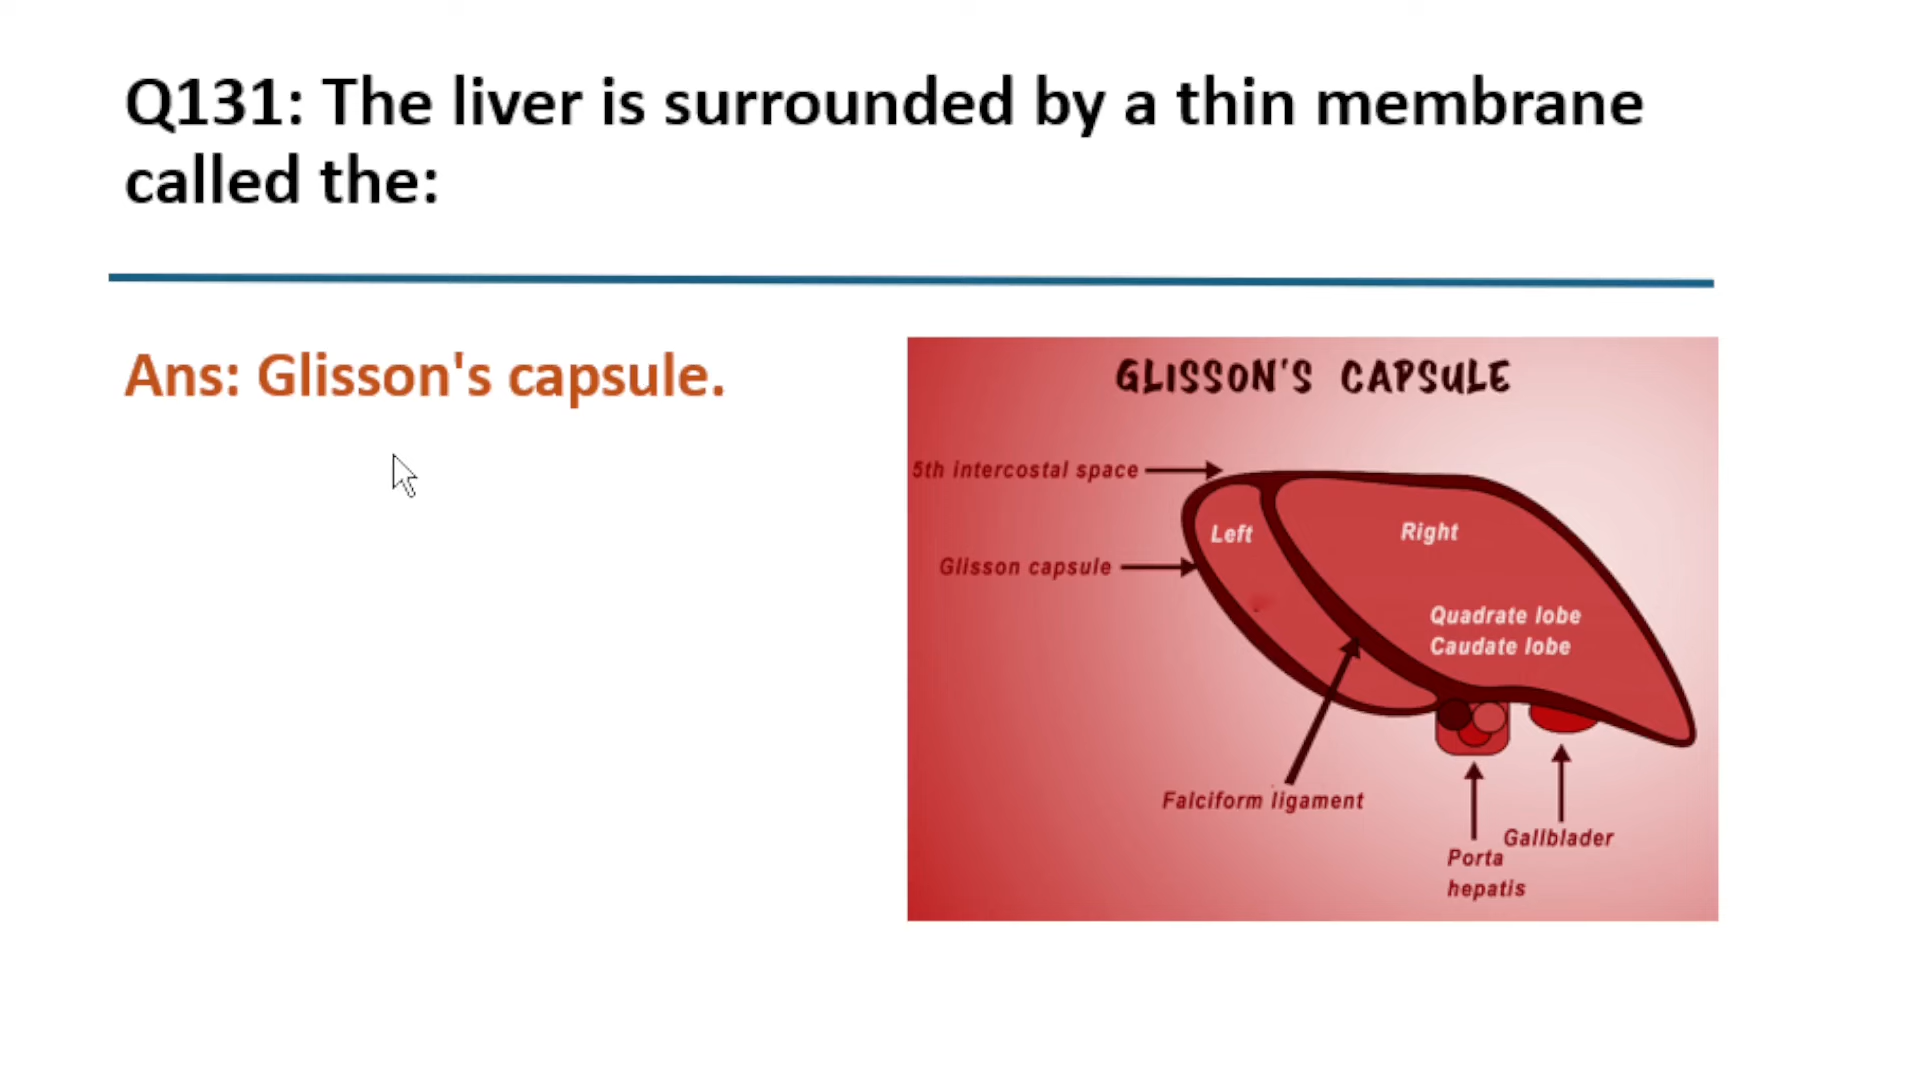 Q131: The liver is surrounded by a thin membrane
called the:
Ans: Glisson's capsule.
GLISSON'S CAPSULE
5th intercostal space
Left
Right
Glisson capsule
Quadrate lobe
Caudate lobe
Falciform ligament
Gallblader
Porta
hepatis